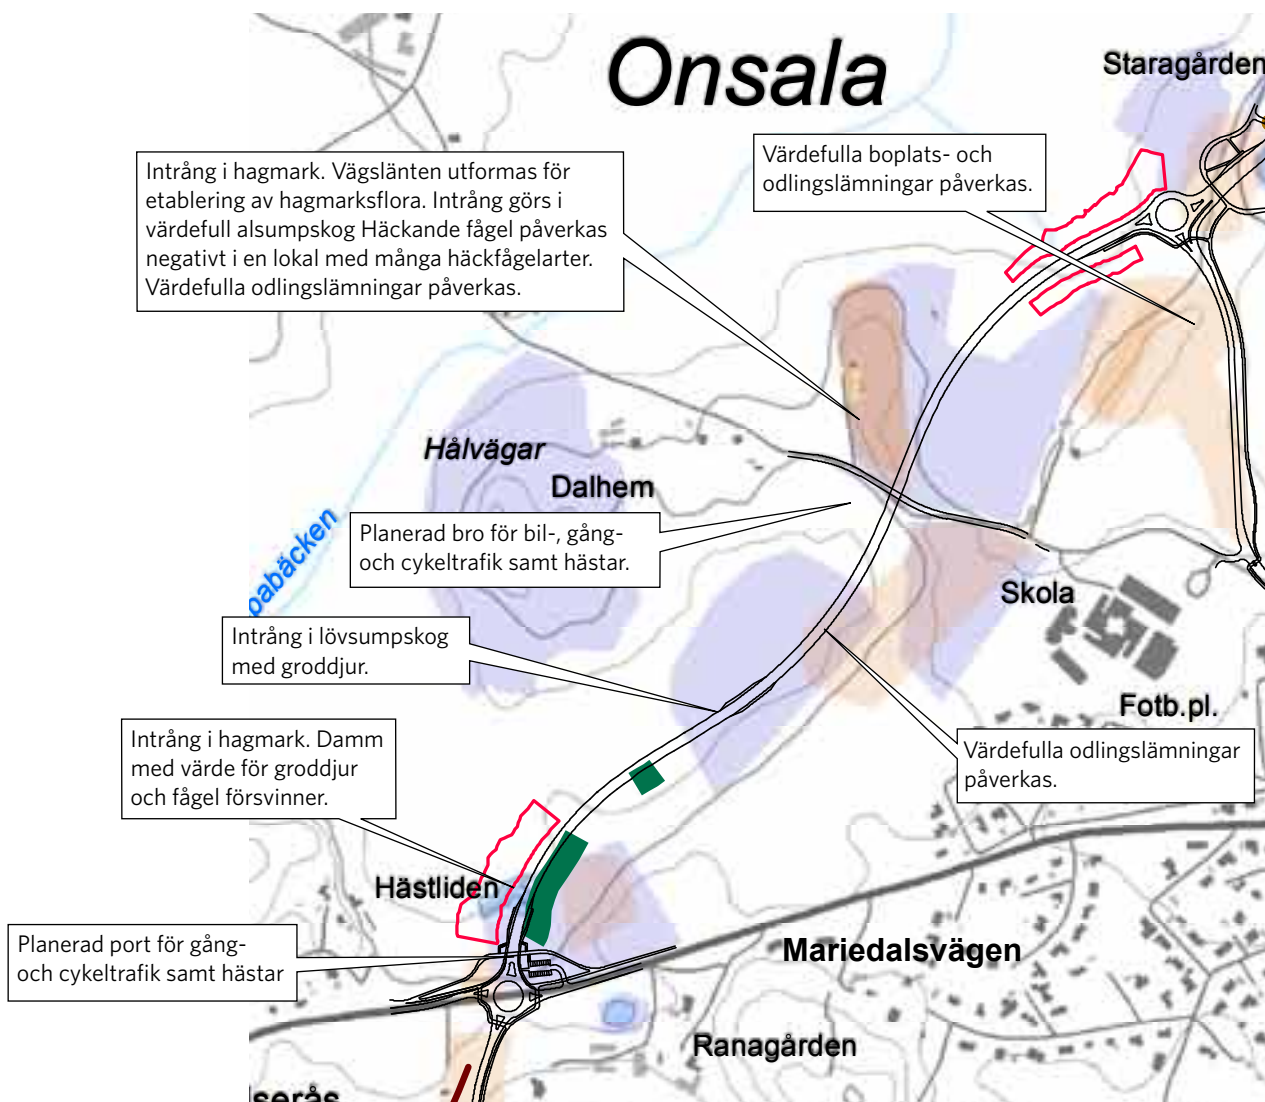 Onsala
Staragården
Värdefulla boplats- och
odlingslämningar påverkas.
Intrång i hagmark. Vägslänten utformas för
etablering av hagmarksflora. Intrång görs i
värdefull alsumpskog Häckande fågel påverkas
negativt i en lokal med många häckfågelarter.
Värdefulla odlingslämningar påverkas.
Hålvägar
Dalhem
Planerad bro för bil-, gång-
och cykeltrafik samt hästar.
pabäcken
Skola
Intrång i lövsumpskog
med groddjur.
Fotb.pl.
Intrång i hagmark. Damm
med värde för groddjur
och fågel försvinner.
Värdefulla odlingslämningar
påverkas.
Hästliden
Planerad port för gång-
och cykeltrafik samt hästar
Mariedalsvägen
Ranagården
serås